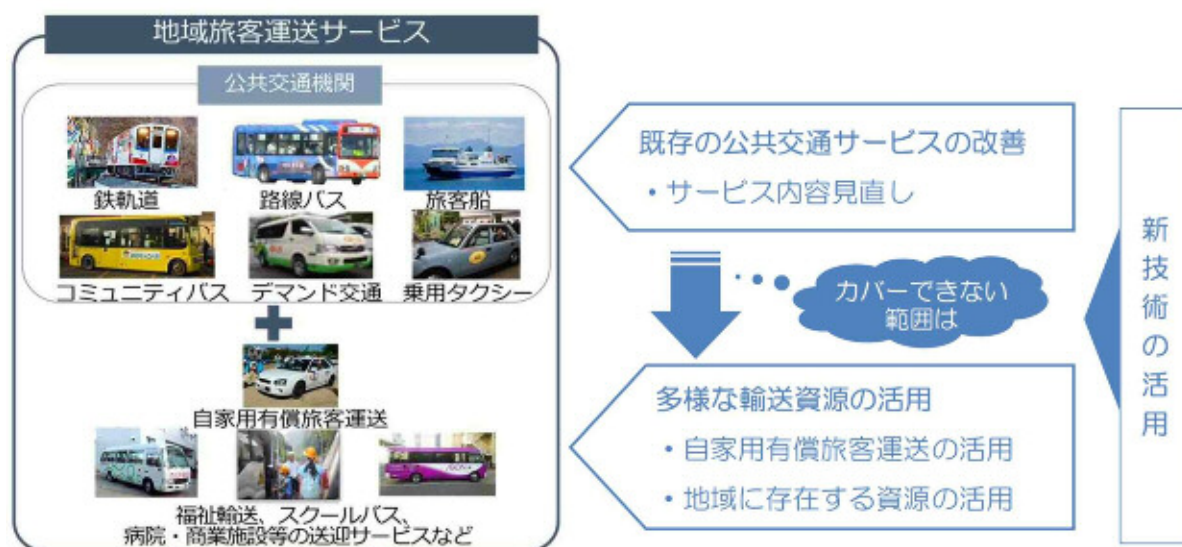 地域旅客運送サービス
公共交通機関
鉄軌道
路線バス
旅客船
コミュニティバス
デマンド交通
乗用タクシー
自家用有償旅客運送
福祉輸送、スクールバス、
病院・商業施設等の送迎サービスなど
既存の公共交通サービスの改善
・サービス内容見直し
カバーできない
範囲は
多様な輸送資源の活用
・自家用有償旅客運送の活用
・地域に存在する資源の活用
新技術の活用